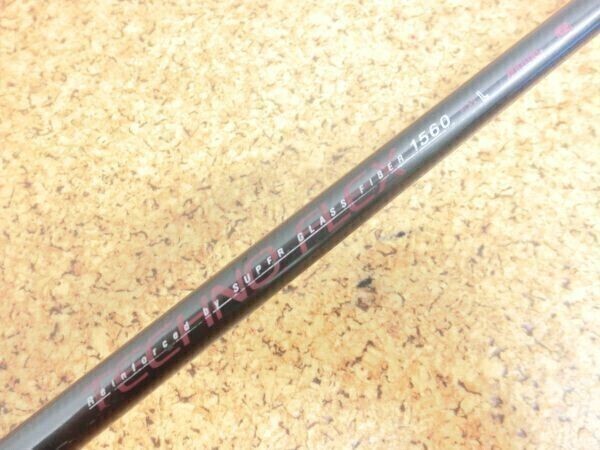 TECHNO FLEX
Reinforced by SUPER GLASS FIBER 1560
L